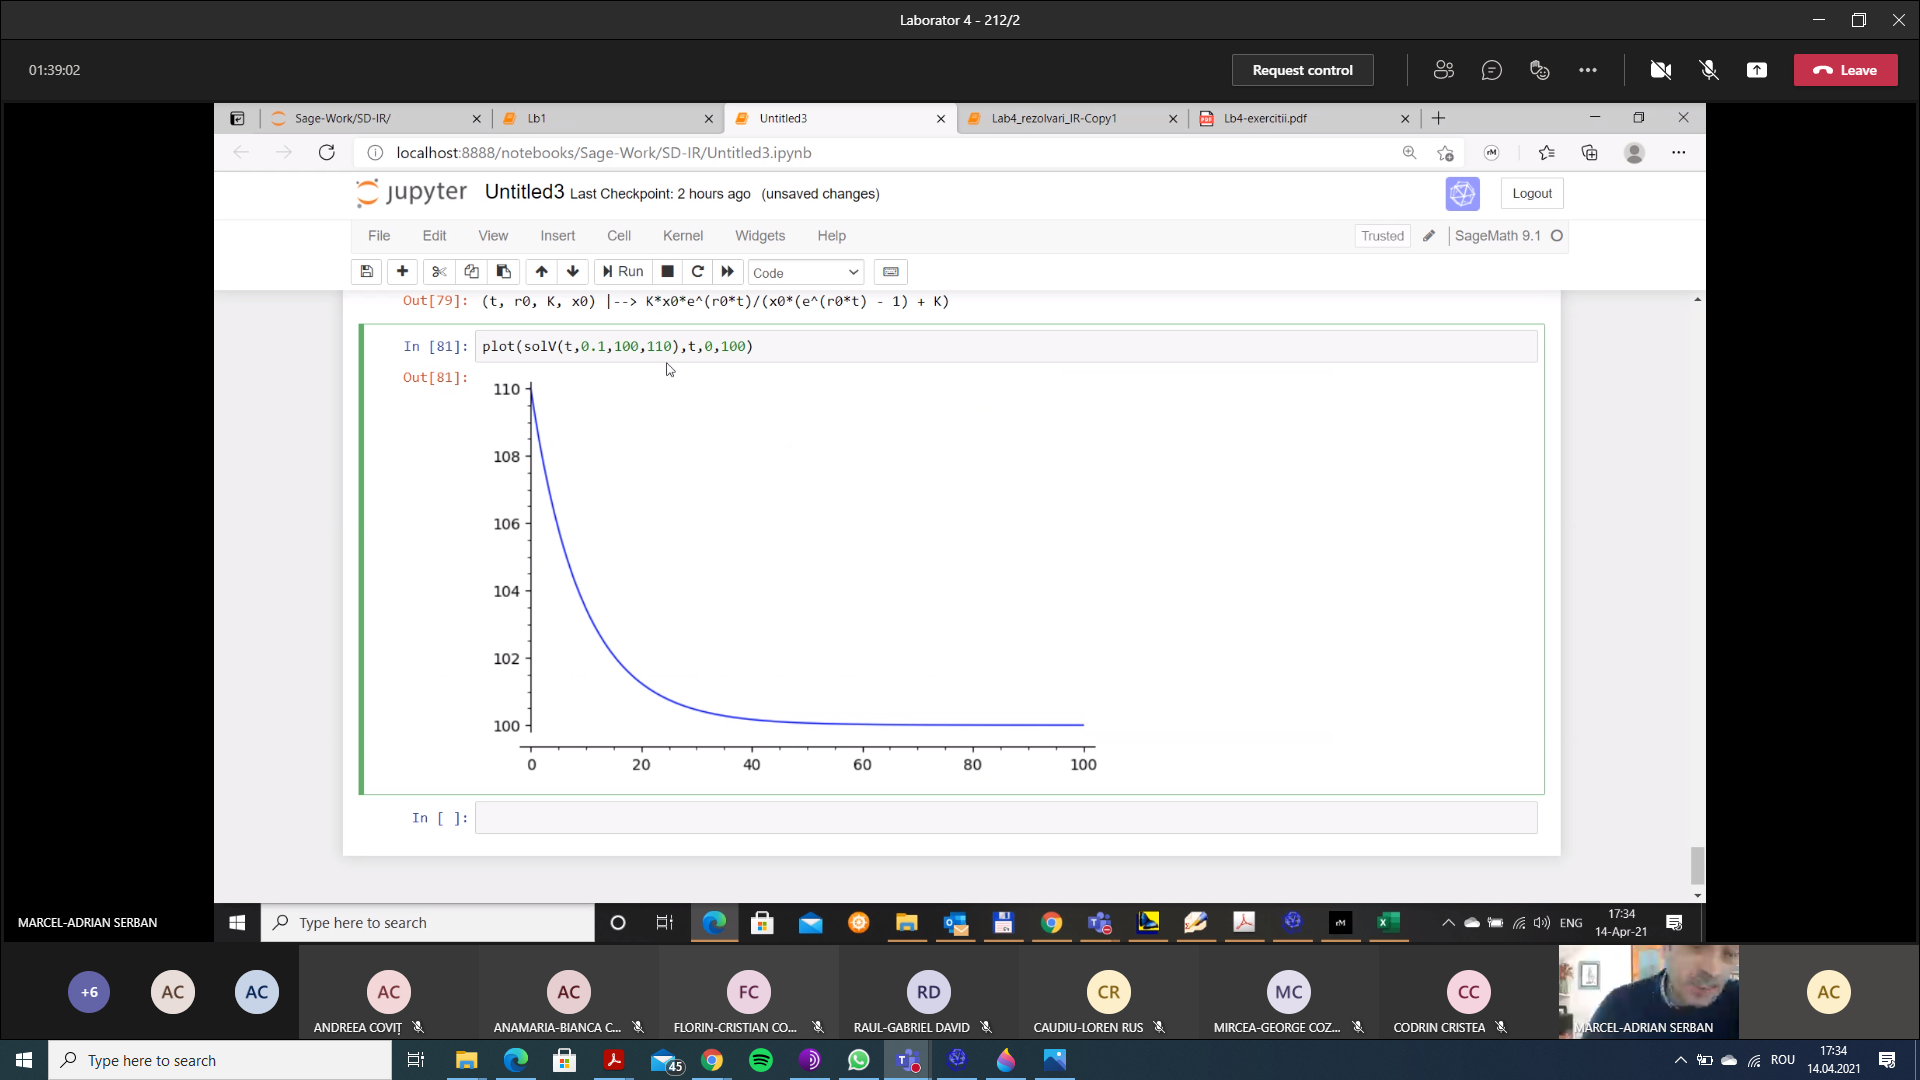 Laborator 4 - 212/2
01:39:02
Request control
Leave
Sage-Work/SD-IR/
Lb1
Untitled3
Lab4_rezolvari_IR-Copy1
Lb4-exercitii.pdf
localhost:8888/notebooks/Sage-Work/SD-IR/Untitled3.ipynb
jupyter Untitled3 Last Checkpoint: 2 hours ago (unsaved changes)
Logout
File Edit View Insert Cell Kernel Widgets Help
Trusted
SageMath 9.1
Run
Code
Out[79]: (t, r0, K, x0) |--> K*x0*e^(r0*t)/(x0*(e^(r0*t) - 1) + K)
In [81]: plot(solV(t,0.1,100,110),t,0,100)
Out[81]:
110
108
106
104
102
100
0 20 40 60 80 100
In [ ]:
MARCEL-ADRIAN SERBAN
Type here to search
ENG
17:34
14-Apr-21
+6
AC
AC
AC
ANDREEA COVIȚ
AC
ANAMARIA-BIANCA C...
FC
FLORIN-CRISTIAN CO...
RD
RAUL-GABRIEL DAVID
CR
CAUDIU-LOREN RUS
MC
MIRCEA-GEORGE COZ...
CC
CODRIN CRISTEA
MARCEL-ADRIAN SERBAN
AC
Type here to search
45
ROU
17:34
14.04.2021